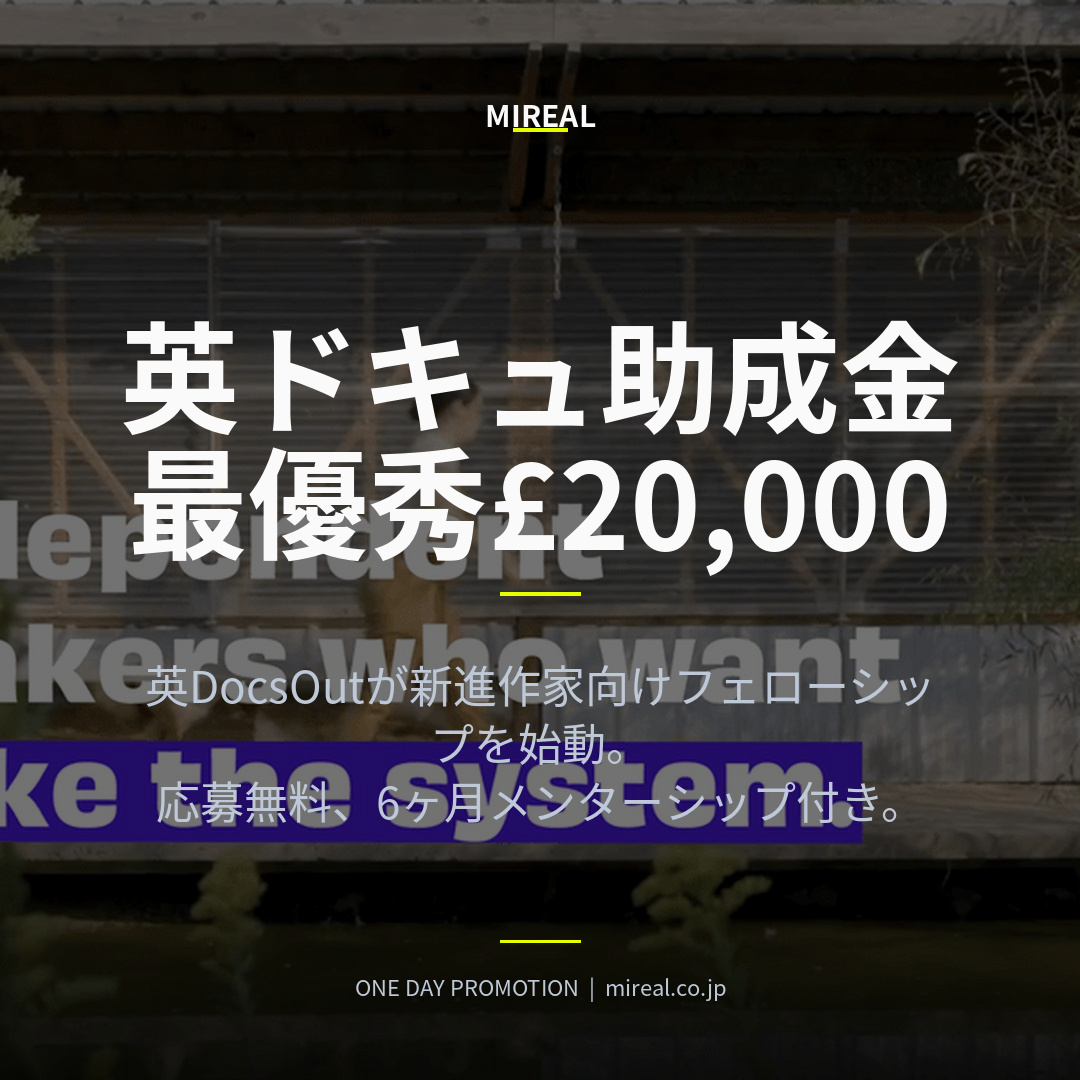 MIREAL
英ドキュ助成金
最優秀£20,000
dependent
akers who want
英DocsOutが新進作家向けフェローシッ
プを始動。
ke the system.
応募無料、6ヶ月メンターシップ付き。
ONE DAY PROMOTION | mireal.co.jp